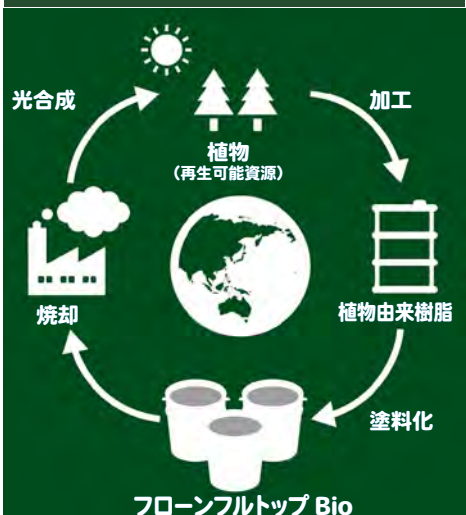 光合成
加工
植物
（再生可能資源）
焼却
植物由来樹脂
塗料化
フローンフルトップ Bio